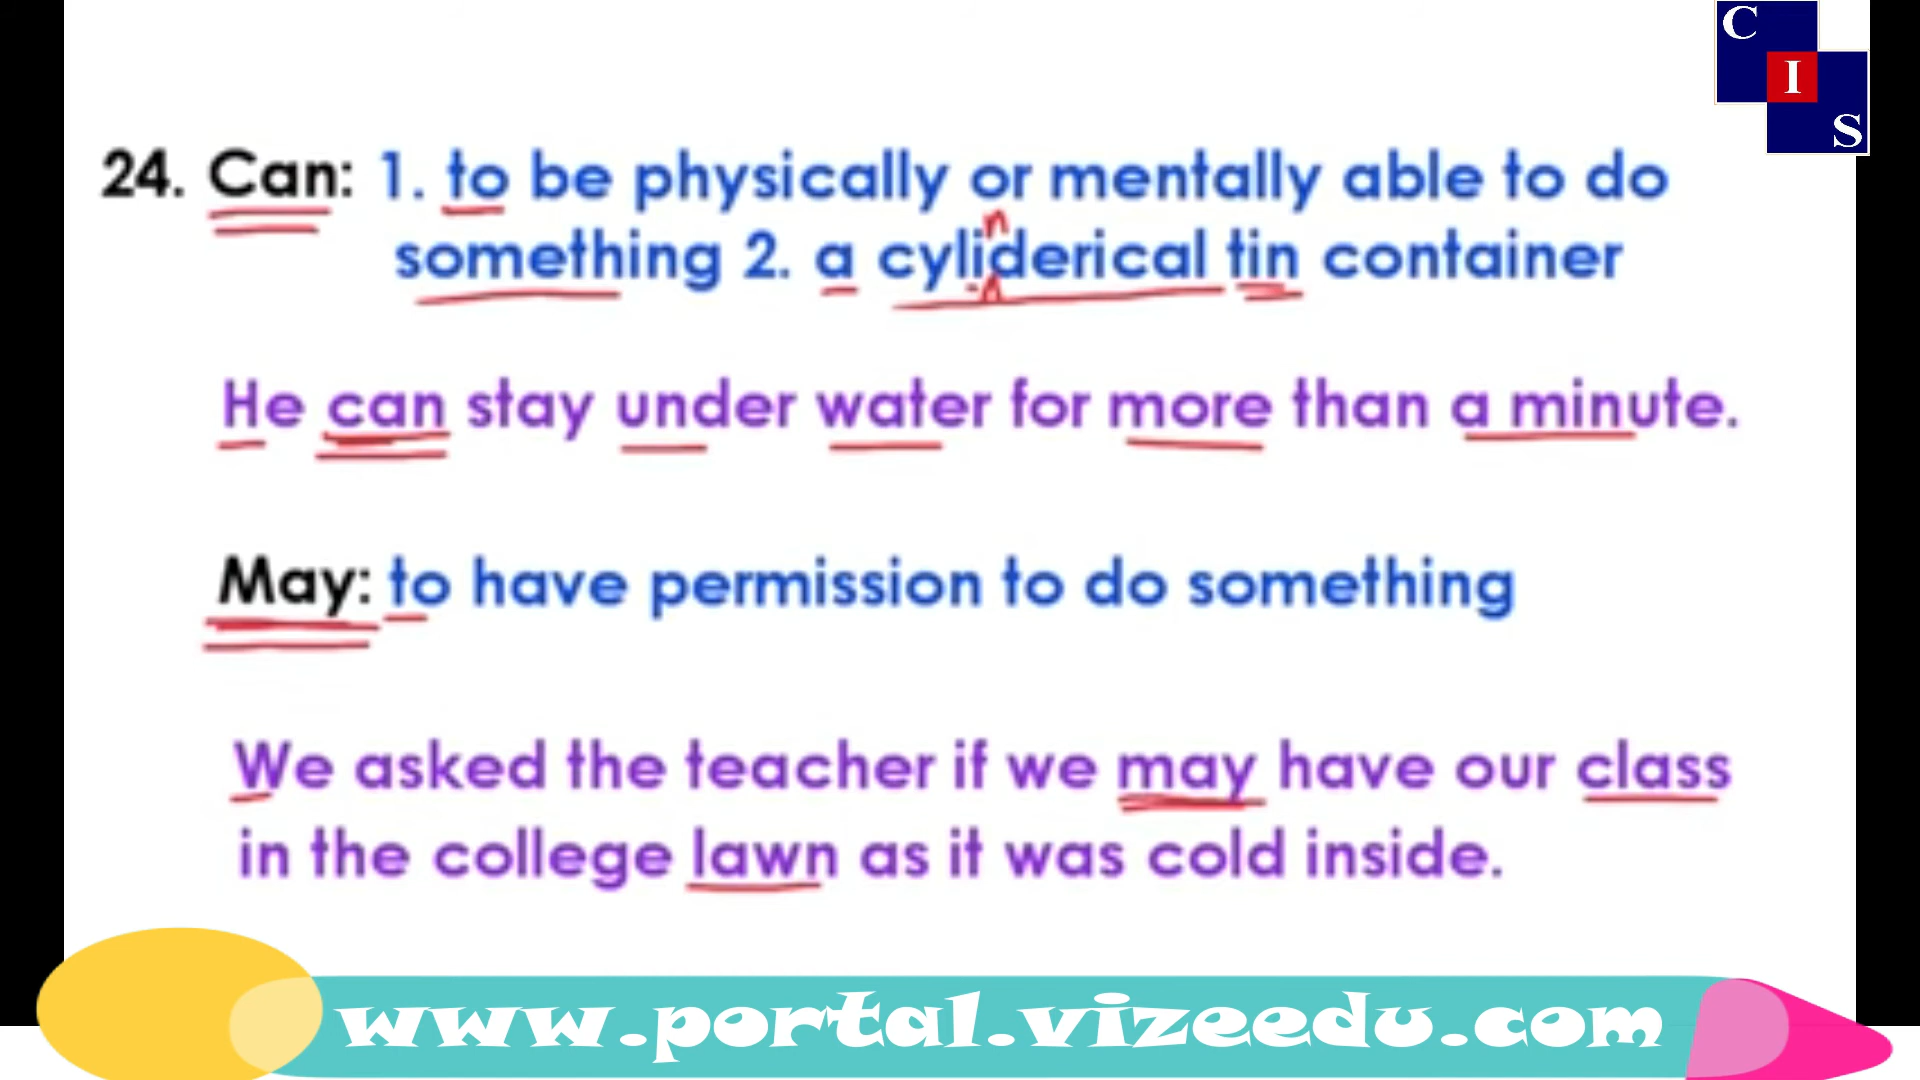 C
I
S
24. Can: 1. to be physically or mentally able to do
n
something 2. a cyliderical tin container
He can stay under water for more than a minute.
May: to have permission to do something
We asked the teacher if we may have our class
in the college lawn as it was cold inside.
www.portal.vizeedu.com